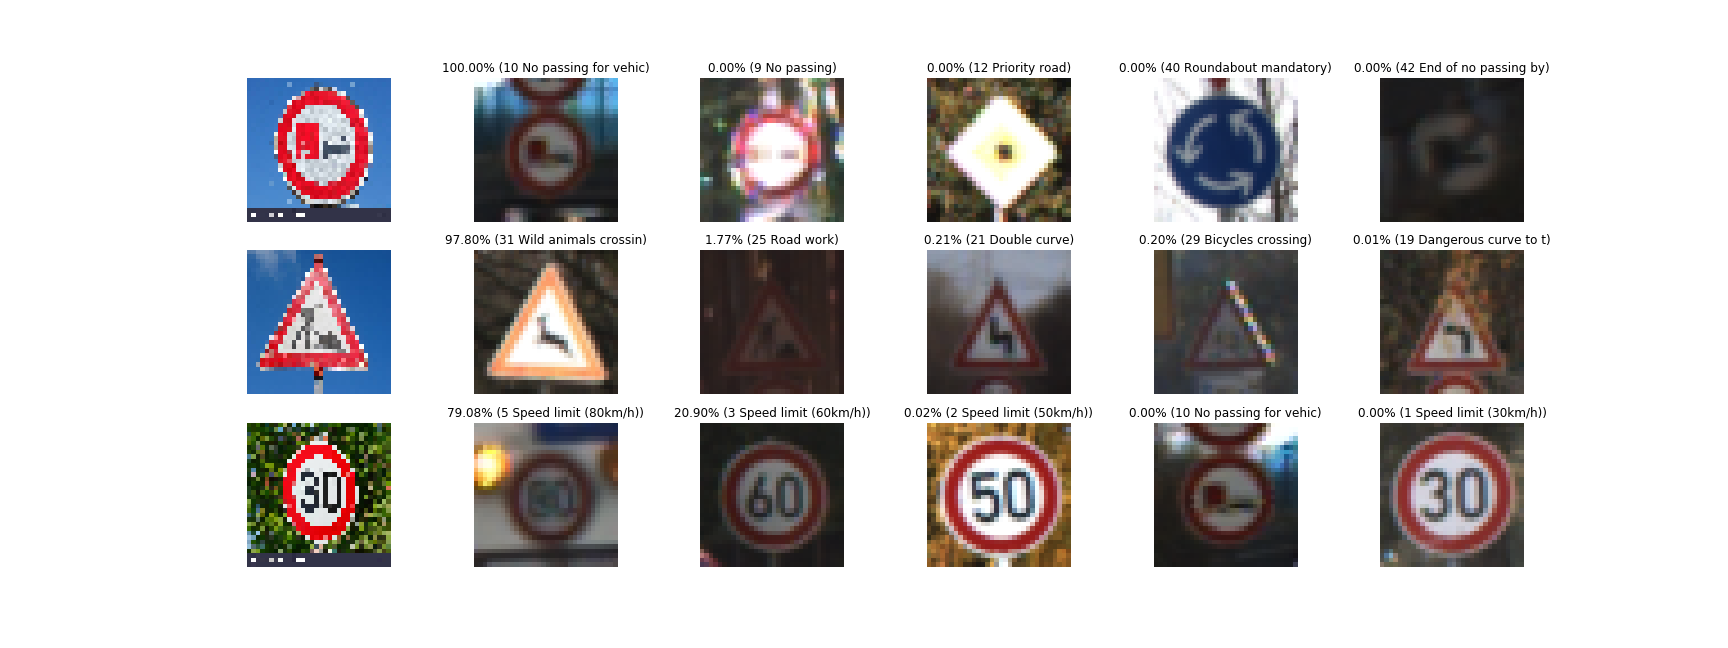 100.00% (10 No passing for vehic)
0.00% (9 No passing)
0.00% (12 Priority road)
0.00% (40 Roundabout mandatory)
0.00% (42 End of no passing by)
97.80% (31 Wild animals crossin)
1.77% (25 Road work)
0.21% (21 Double curve)
0.20% (29 Bicycles crossing)
0.01% (19 Dangerous curve to t)
79.08% (5 Speed limit (80km/h))
20.90% (3 Speed limit (60km/h))
0.02% (2 Speed limit (50km/h))
0.00% (10 No passing for vehic)
0.00% (1 Speed limit (30km/h))
30
60
50
30